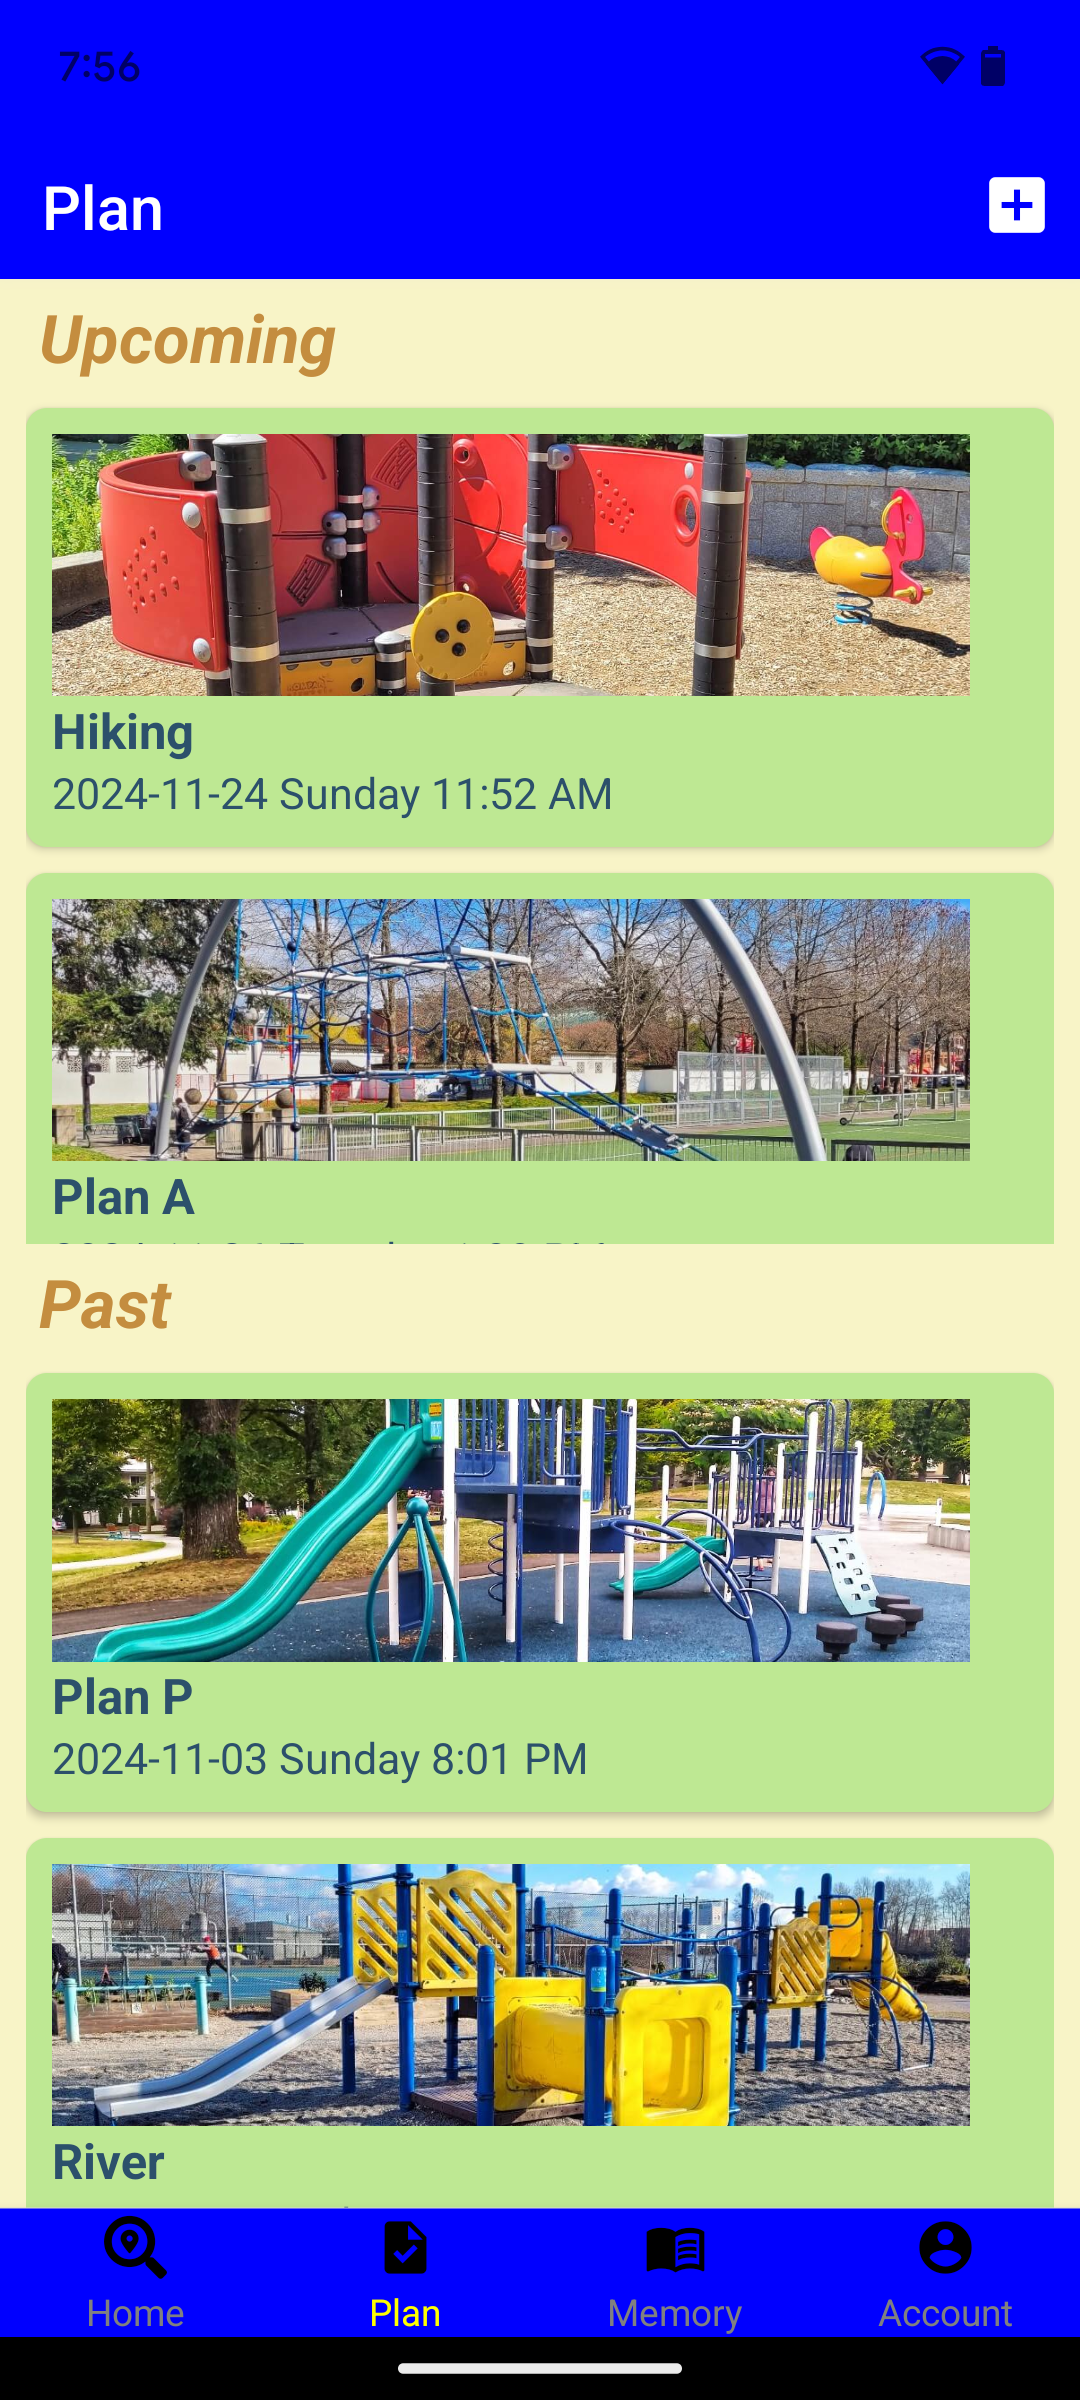 7:56
Plan
Upcoming
Hiking
2024-11-24 Sunday 11:52 AM
Plan A
Past
Plan P
2024-11-03 Sunday 8:01 PM
River
Home
Plan
Memory
Account